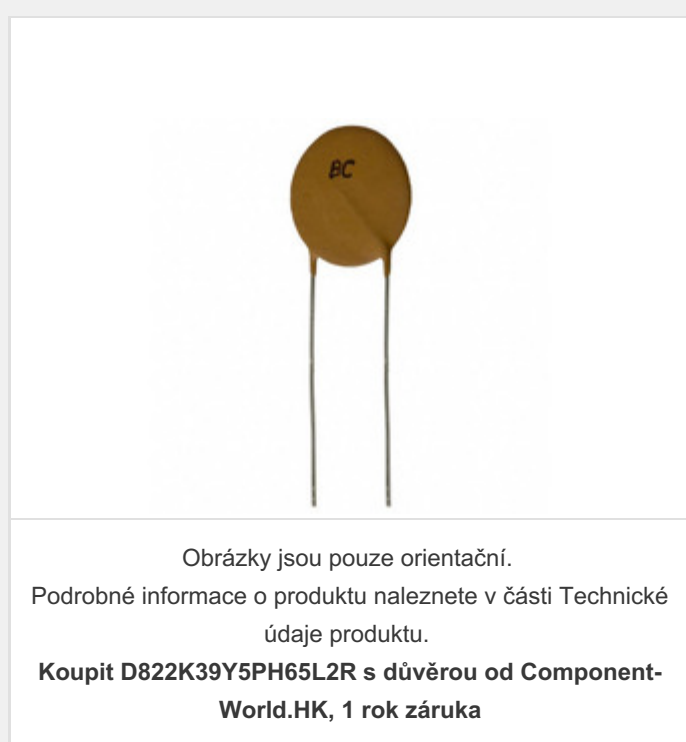 BC
Obrázky jsou pouze orientační.
Podrobné informace o produktu naleznete v části Technické
údaje produktu.
Koupit D822K39Y5PH65L2R s důvěrou od Component-
World.HK, 1 rok záruka